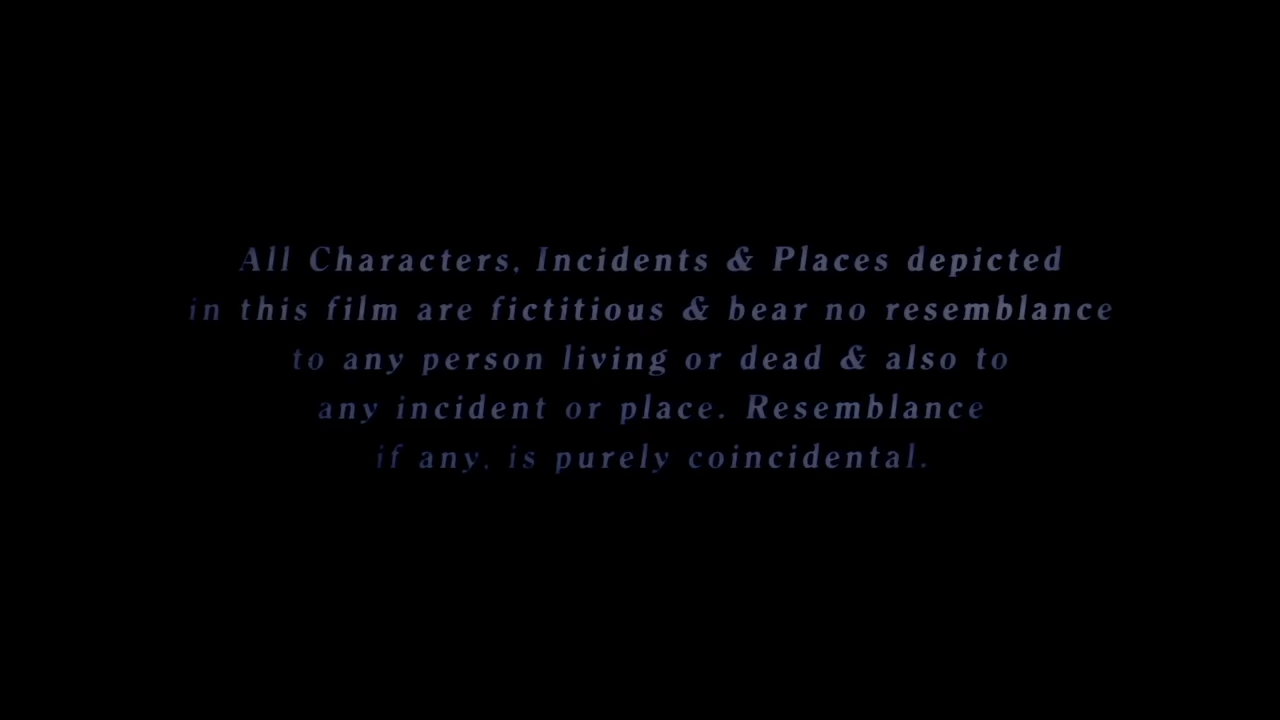 All Characters, Incidents & Places depicted
in this film are fictitious & bear no resemblance
to any person living or dead & also to
any incident or place. Resemblance
if any, is purely coincidental.